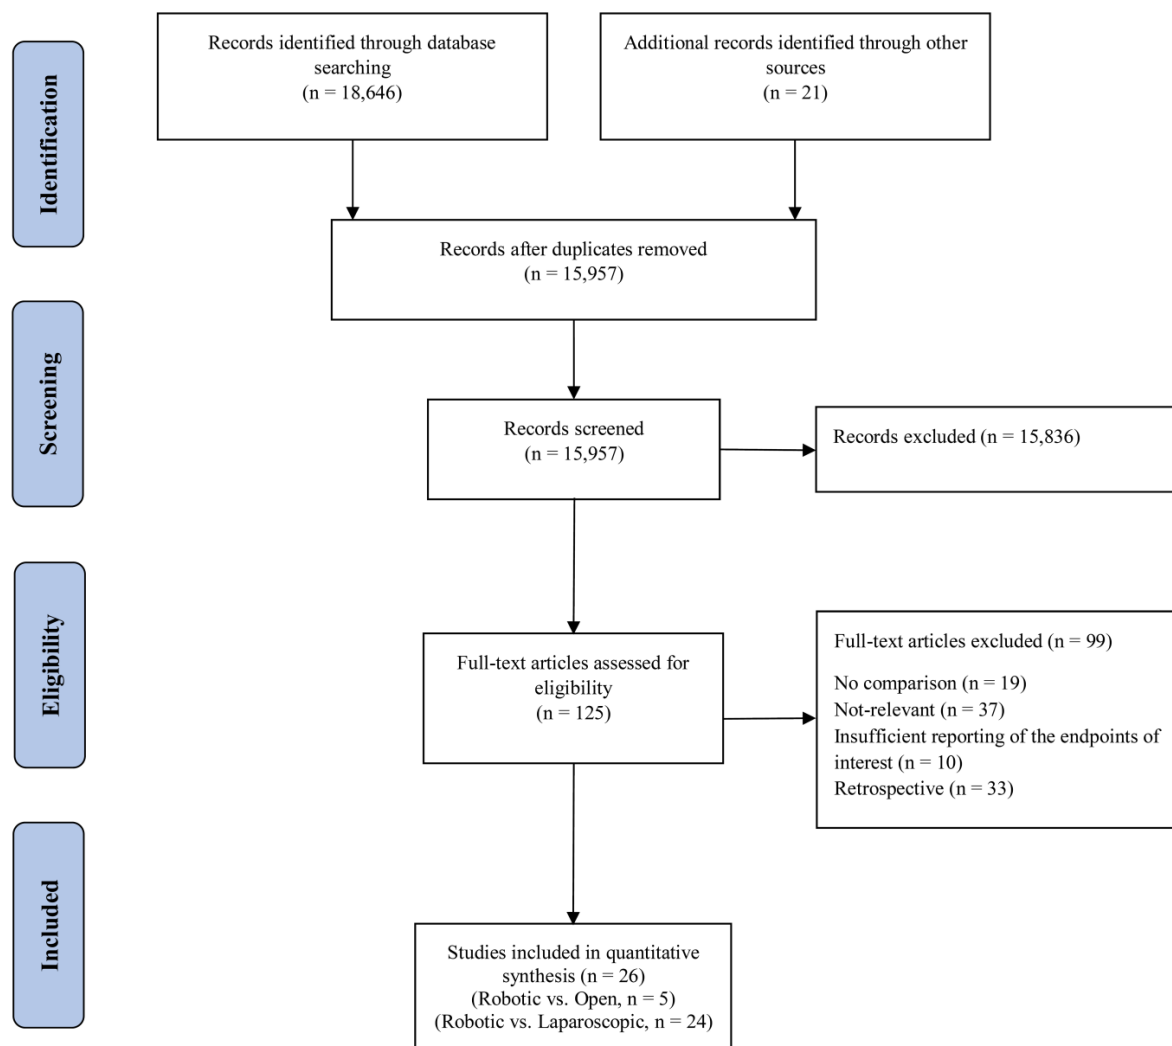 Identification
Records identified through database
searching
(n = 18,646)
Additional records identified through other
sources
(n = 21)
Records after duplicates removed
(n = 15,957)
Screening
Records screened
(n = 15,957)
Records excluded (n = 15,836)
Eligibility
Full-text articles assessed for
eligibility
(n = 125)
Full-text articles excluded (n = 99)
No comparison (n = 19)
Not-relevant (n = 37)
Insufficient reporting of the endpoints of
interest (n = 10)
Retrospective (n = 33)
Included
Studies included in quantitative
synthesis (n = 26)
(Robotic vs. Open, n = 5)
(Robotic vs. Laparoscopic, n = 24)